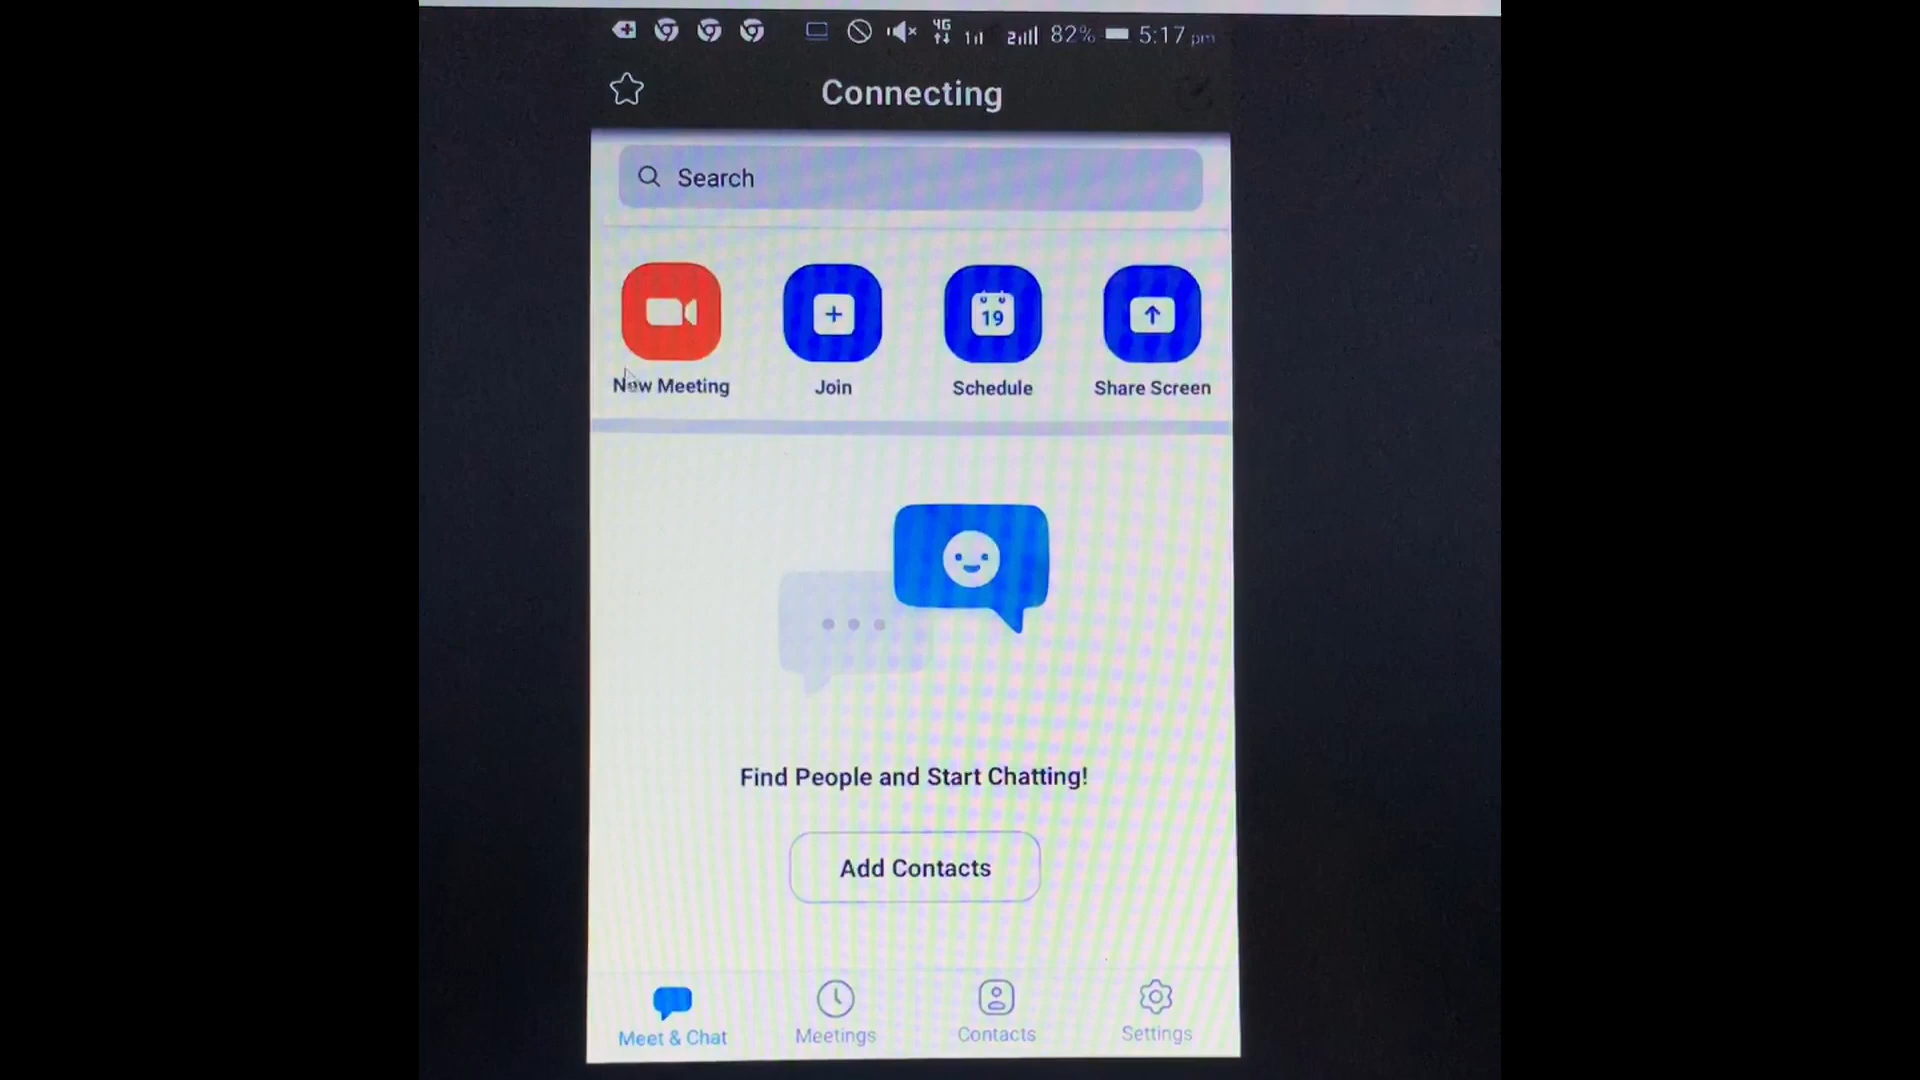 4G 82% 5:17 pm
Connecting
Search
19
New Meeting Join Schedule Share Screen
Find People and Start Chatting!
Add Contacts
Meet & Chat Meetings Contacts Settings